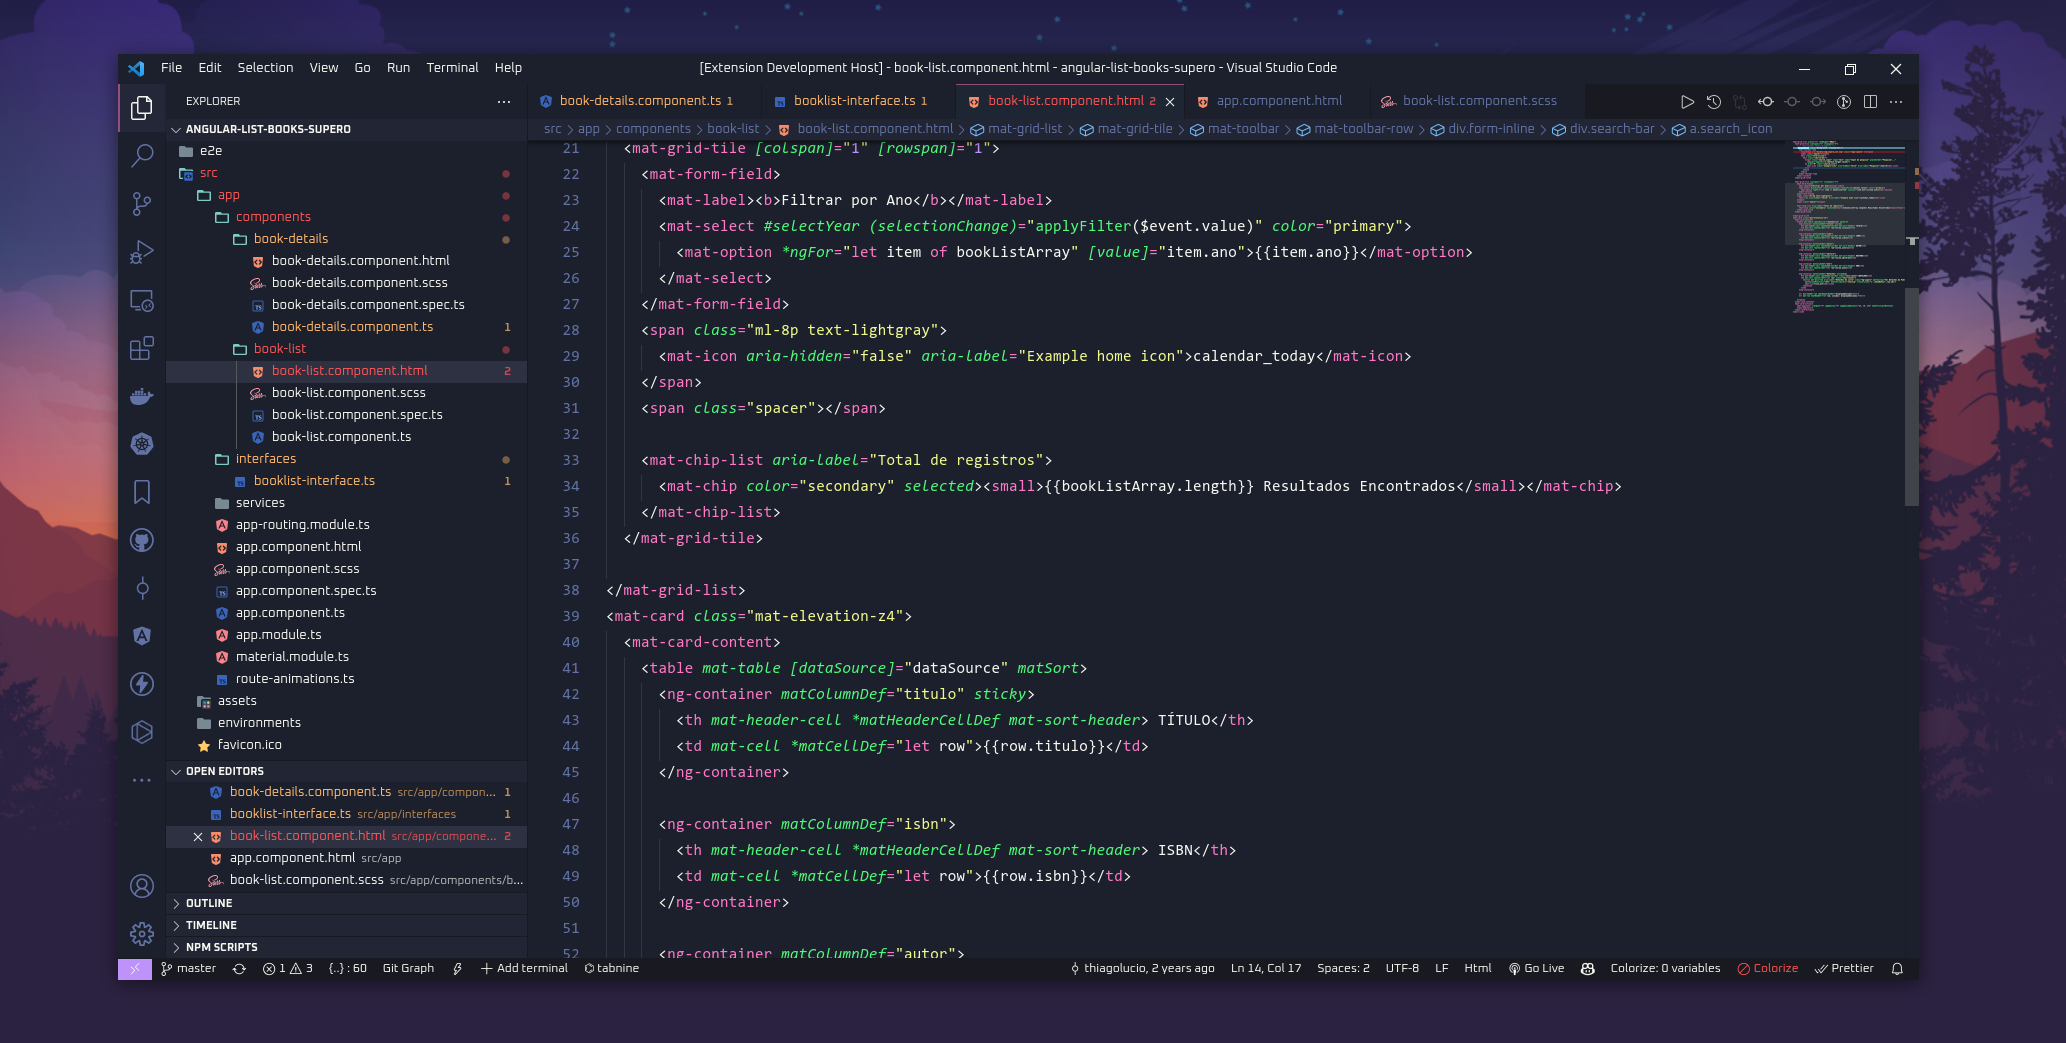 File Edit Selection View Go Run Terminal Help
[Extension Development Host] - book-list.component.html - angular-list-books-supero - Visual Studio Code
EXPLORER
ANGULAR-LIST-BOOKS-SUPERO
e2e
src
app
components
book-details
book-details.component.html
book-details.component.scss
book-details.component.spec.ts
book-details.component.ts 1
book-list
book-list.component.html 2
book-list.component.scss
book-list.component.spec.ts
book-list.component.ts
interfaces
booklist-interface.ts 1
services
app-routing.module.ts
app.component.html
app.component.scss
app.component.spec.ts
app.component.ts
app.module.ts
material.module.ts
route-animations.ts
assets
environments
favicon.ico
OPEN EDITORS
book-details.component.ts src/app/compon... 1
booklist-interface.ts src/app/interfaces 1
book-list.component.html src/app/compone... 2
app.component.html src/app
book-list.component.scss src/app/components/b...
OUTLINE
TIMELINE
NPM SCRIPTS
book-details.component.ts 1 booklist-interface.ts 1 book-list.component.html 2 app.component.html book-list.component.scss
src > app > components > book-list > book-list.component.html > mat-grid-list > mat-grid-tile > mat-toolbar > mat-toolbar-row > div.form-inline > div.search-bar > a.search_icon
21 <mat-grid-tile [colspan]="1" [rowspan]="1">
22 <mat-form-field>
23 <mat-label><b>Filtrar por Ano</b></mat-label>
24 <mat-select #selectYear (selectionChange)="applyFilter($event.value)" color="primary">
25 <mat-option *ngFor="let item of bookListArray" [value]="item.ano">{{item.ano}}</mat-option>
26 </mat-select>
27 </mat-form-field>
28 <span class="ml-8p text-lightgray">
29 <mat-icon aria-hidden="false" aria-label="Example home icon">calendar_today</mat-icon>
30 </span>
31 <span class="spacer"></span>
32
33 <mat-chip-list aria-label="Total de registros">
34 <mat-chip color="secondary" selected><small>{{bookListArray.length}} Resultados Encontrados</small></mat-chip>
35 </mat-chip-list>
36 </mat-grid-tile>
37
38 </mat-grid-list>
39 <mat-card class="mat-elevation-z4">
40 <mat-card-content>
41 <table mat-table [dataSource]="dataSource" matSort>
42 <ng-container matColumnDef="titulo" sticky>
43 <th mat-header-cell *matHeaderCellDef mat-sort-header> TÍTULO</th>
44 <td mat-cell *matCellDef="let row">{{row.titulo}}</td>
45 </ng-container>
46
47 <ng-container matColumnDef="isbn">
48 <th mat-header-cell *matHeaderCellDef mat-sort-header> ISBN</th>
49 <td mat-cell *matCellDef="let row">{{row.isbn}}</td>
50 </ng-container>
51
52 <ng-container matColumnDef="autor">
master 1 3 {..} : 60 Git Graph Add terminal tabnine
thiagolucio, 2 years ago Ln 14, Col 17 Spaces: 2 UTF-8 LF Html Go Live Colorize: 0 variables Colorize Prettier